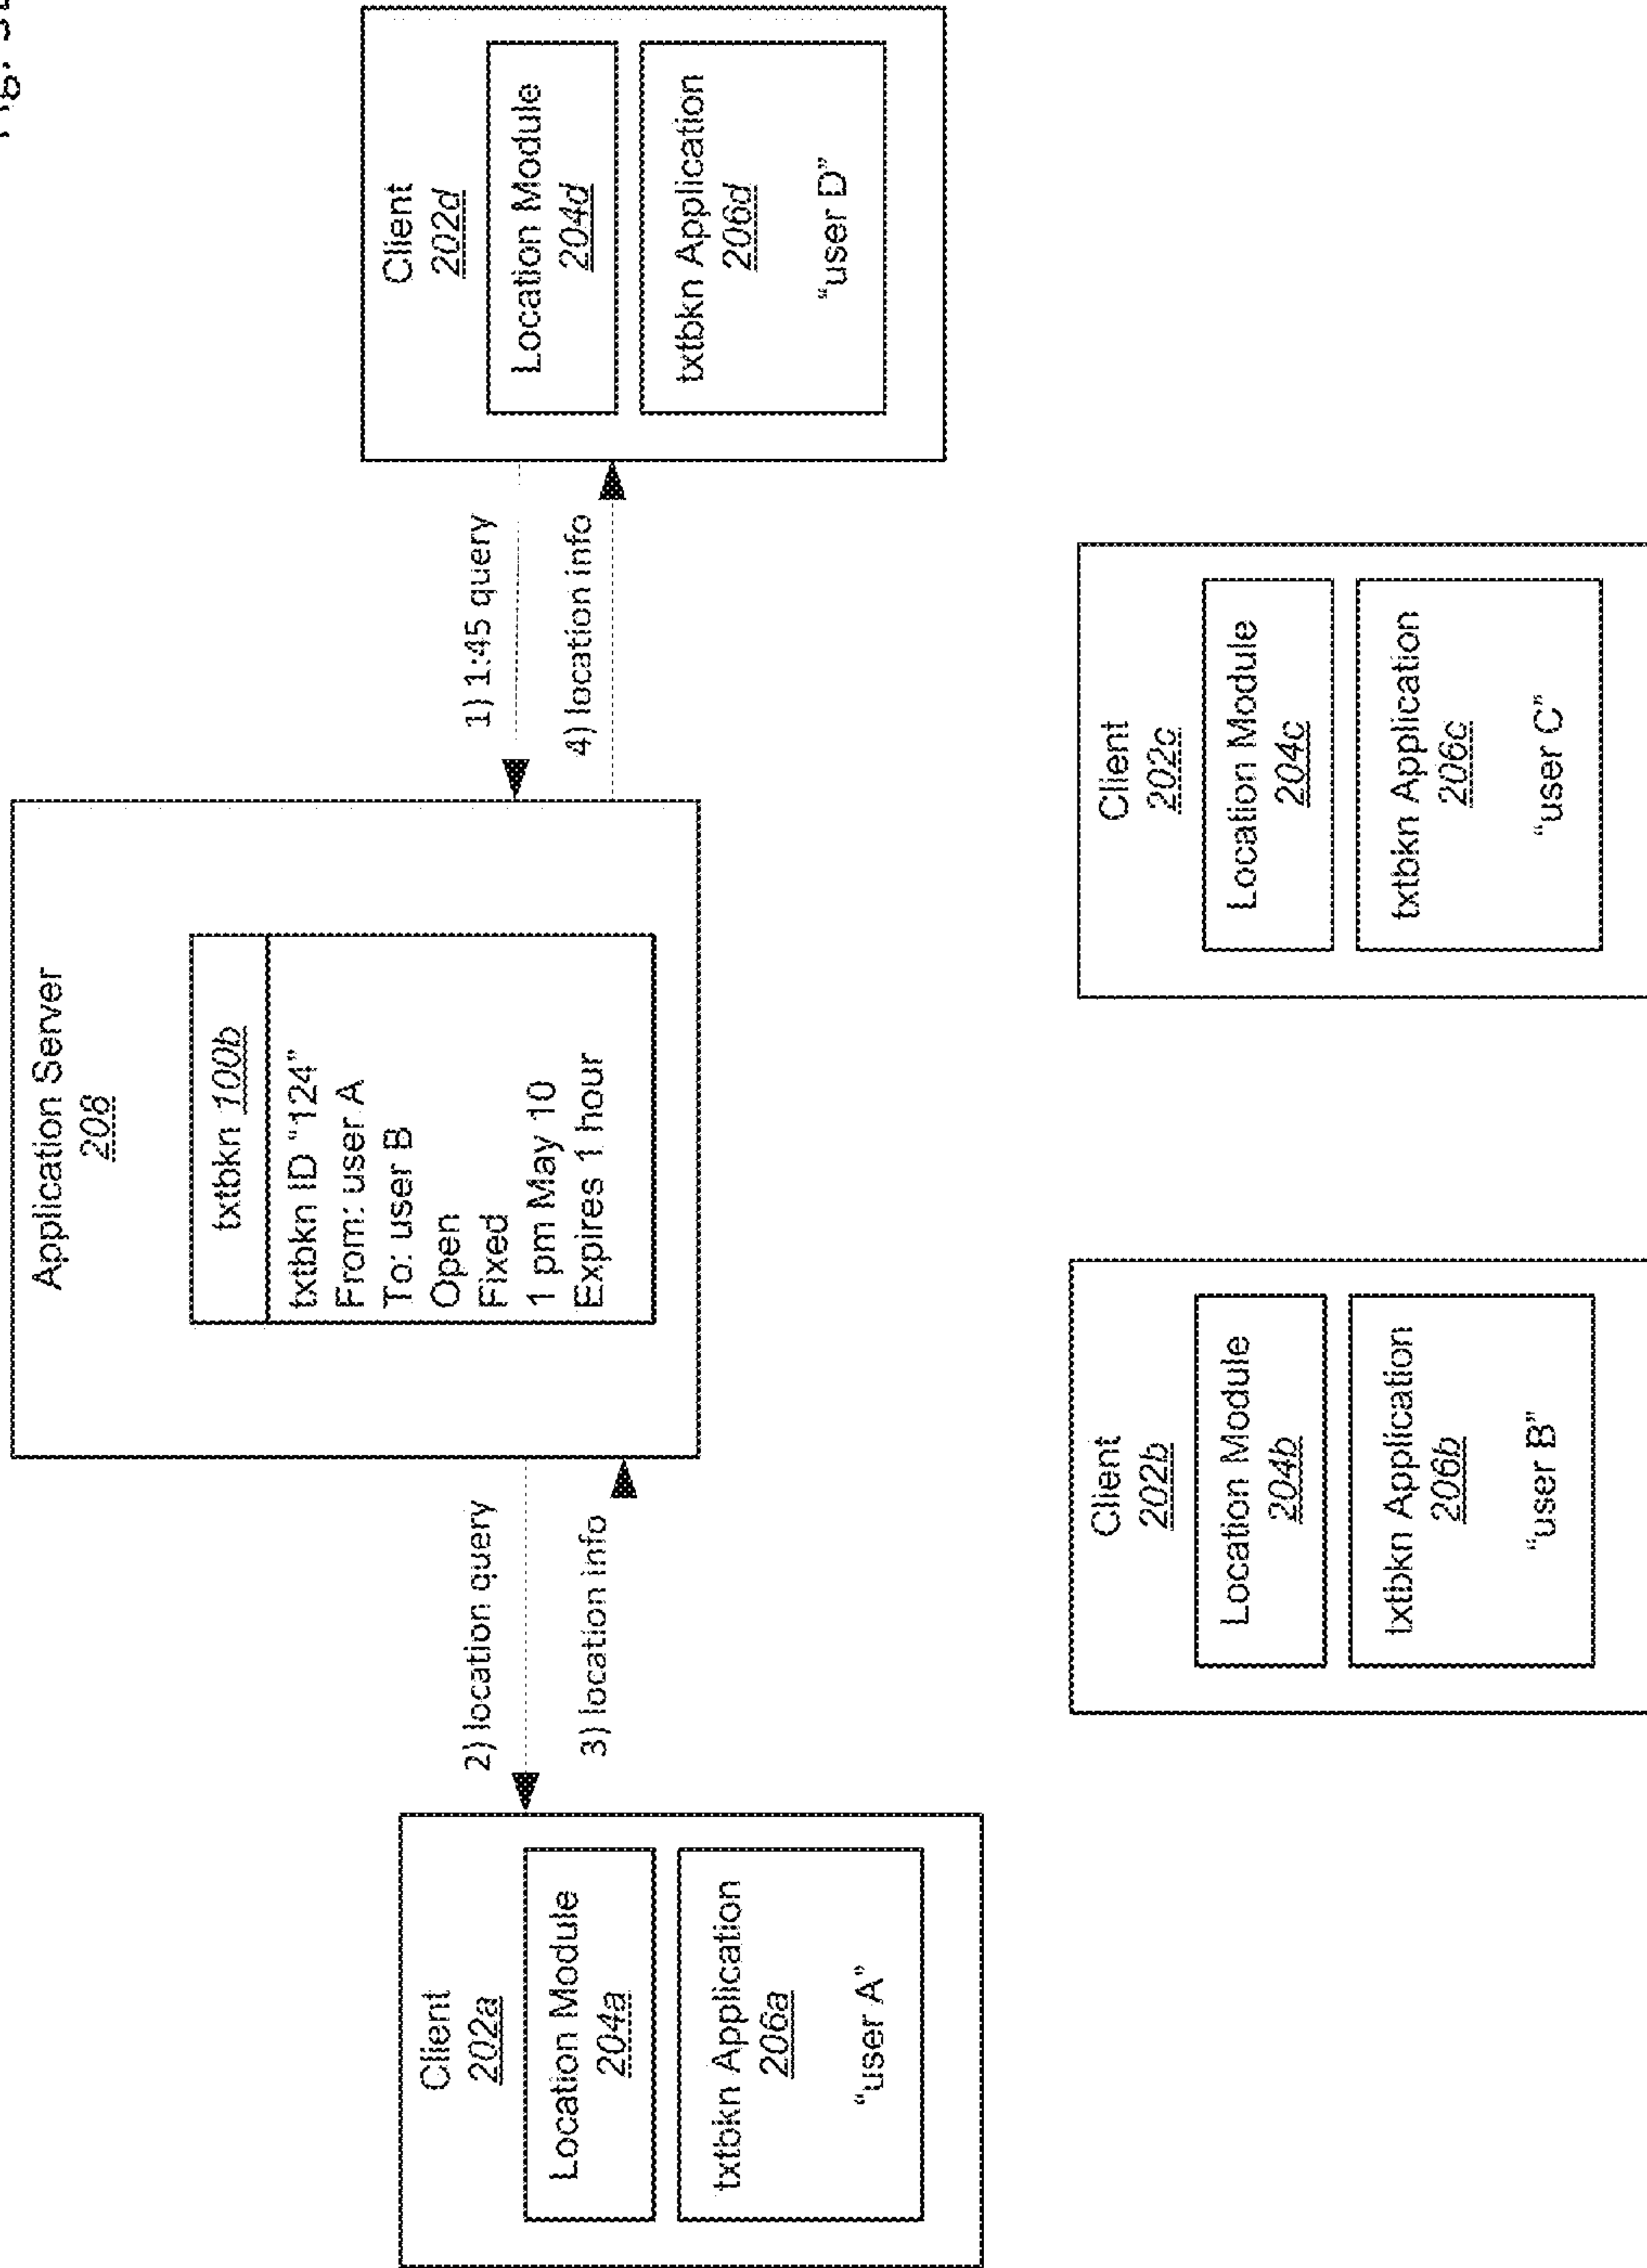 Application Server
208
txtbkn 100b
txtbkn ID "124"
From: user A
To: user B
Open
Fixed
1 pm May 10
Expires 1 hour
2) location query
3) location info
1) 1:45 query
4) location info
Client
202a
Location Module
204a
txtbkn Application
206a
"user A"
Client
202d
Location Module
204d
txtbkn Application
206d
"user D"
Client
202b
Location Module
204b
txtbkn Application
206b
"user B"
Client
202c
Location Module
204c
txtbkn Application
206c
"user C"